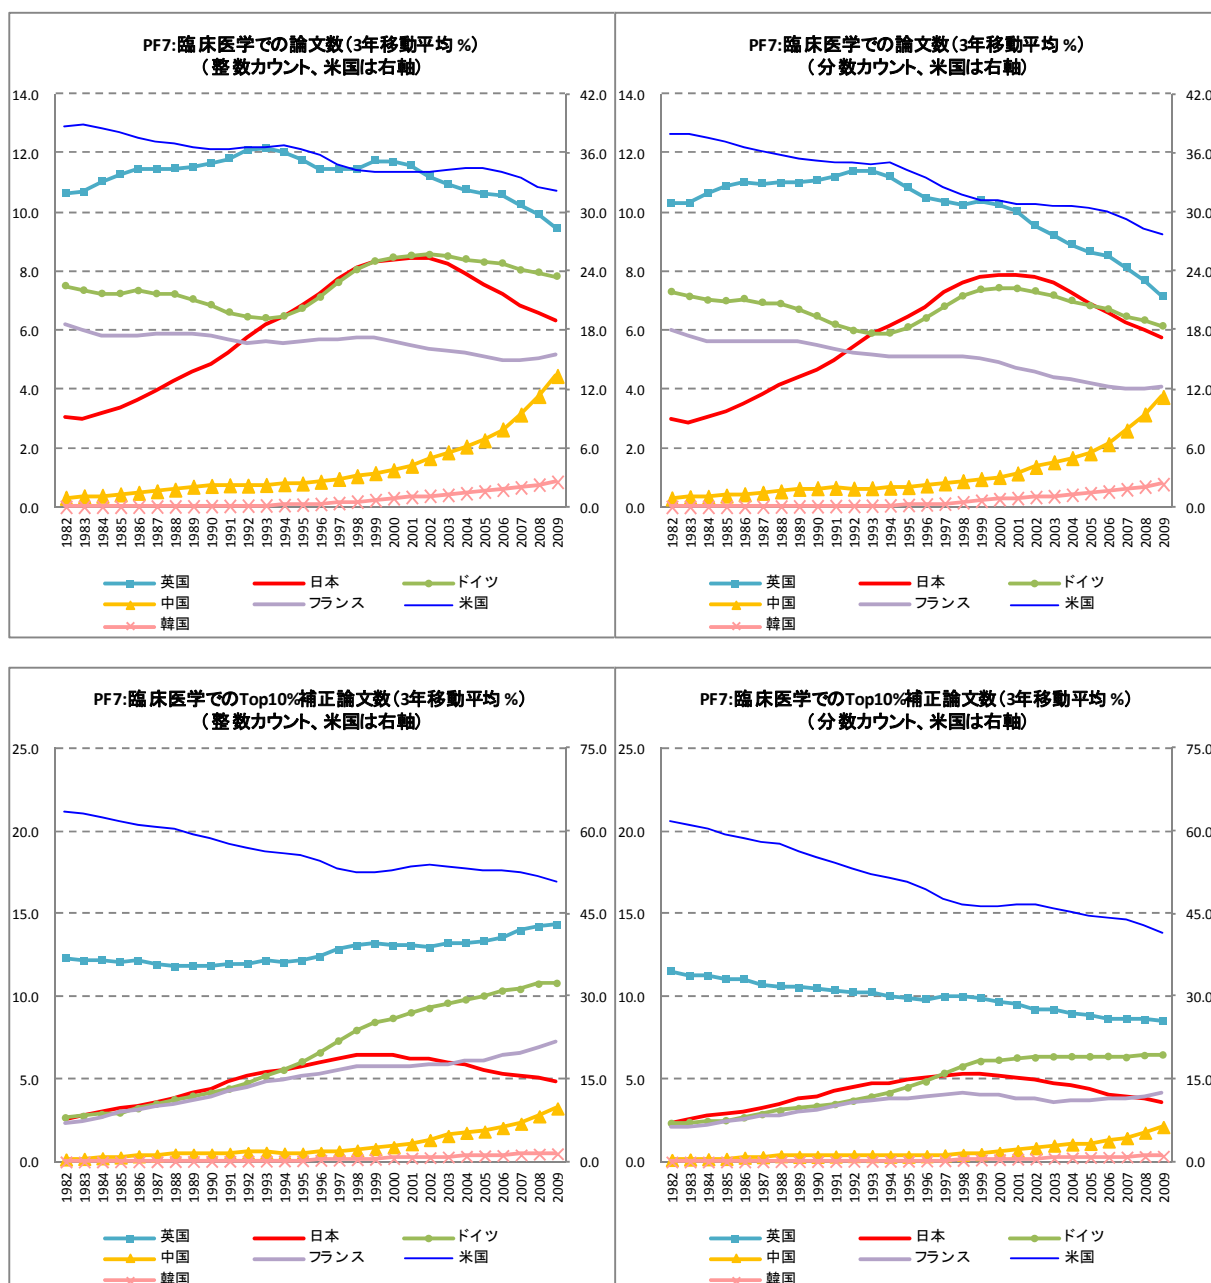 PF7:臨床医学での論文数(3年移動平均 %)
(整数カウント、米国は右軸)
14.0
12.0
10.0
8.0
6.0
4.0
2.0
0.0
42.0
36.0
30.0
24.0
18.0
12.0
6.0
0.0
1982 1983 1984 1985 1986 1987 1988 1989 1990 1991 1992 1993 1994 1995 1996 1997 1998 1999 2000 2001 2002 2003 2004 2005 2006 2007 2008 2009
英国 日本 ドイツ
中国 フランス 米国
韓国
PF7:臨床医学での論文数(3年移動平均 %)
(分数カウント、米国は右軸)
14.0
12.0
10.0
8.0
6.0
4.0
2.0
0.0
42.0
36.0
30.0
24.0
18.0
12.0
6.0
0.0
1982 1983 1984 1985 1986 1987 1988 1989 1990 1991 1992 1993 1994 1995 1996 1997 1998 1999 2000 2001 2002 2003 2004 2005 2006 2007 2008 2009
英国 日本 ドイツ
中国 フランス 米国
韓国
PF7:臨床医学でのTop10%補正論文数(3年移動平均 %)
(整数カウント、米国は右軸)
25.0
20.0
15.0
10.0
5.0
0.0
75.0
60.0
45.0
30.0
15.0
0.0
1982 1983 1984 1985 1986 1987 1988 1989 1990 1991 1992 1993 1994 1995 1996 1997 1998 1999 2000 2001 2002 2003 2004 2005 2006 2007 2008 2009
英国 日本 ドイツ
中国 フランス 米国
韓国
PF7:臨床医学でのTop10%補正論文数(3年移動平均 %)
(分数カウント、米国は右軸)
25.0
20.0
15.0
10.0
5.0
0.0
75.0
60.0
45.0
30.0
15.0
0.0
1982 1983 1984 1985 1986 1987 1988 1989 1990 1991 1992 1993 1994 1995 1996 1997 1998 1999 2000 2001 2002 2003 2004 2005 2006 2007 2008 2009
英国 日本 ドイツ
中国 フランス 米国
韓国